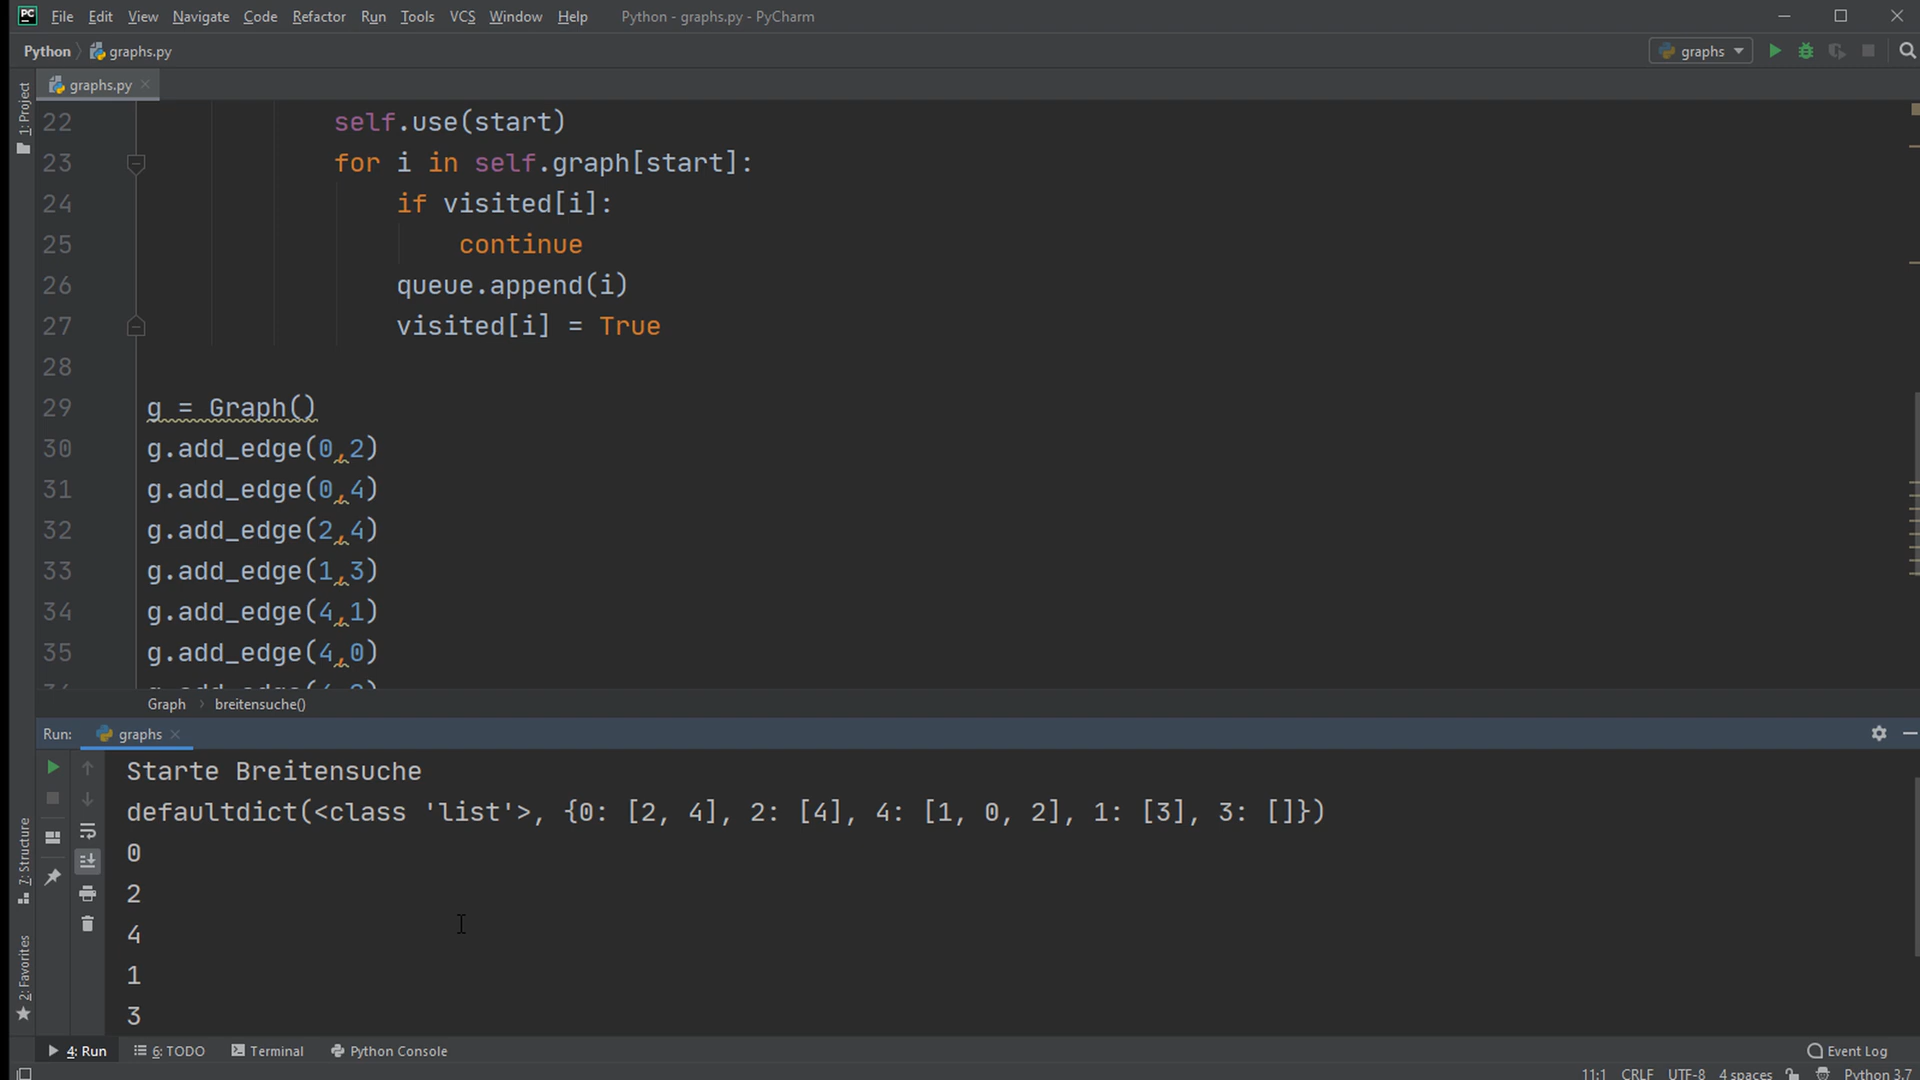 PC File Edit View Navigate Code Refactor Run Tools VCS Window Help Python - graphs.py - PyCharm
Python graphs.py graphs
graphs.py
1: Project
22 self.use(start)
23 for i in self.graph[start]:
24 if visited[i]:
25 continue
26 queue.append(i)
27 visited[i] = True
28
29 g = Graph()
30 g.add_edge(0,2)
31 g.add_edge(0,4)
32 g.add_edge(2,4)
33 g.add_edge(1,3)
34 g.add_edge(4,1)
35 g.add_edge(4,0)
Graph breitensuche()
Run: graphs
Starte Breitensuche
defaultdict(<class 'list'>, {0: [2, 4], 2: [4], 4: [1, 0, 2], 1: [3], 3: []})
0
2
4
1
3
7: Structure
2: Favorites
4: Run 6: TODO Terminal Python Console Event Log
11:1 CRLF UTF-8 4 spaces Python 3.7